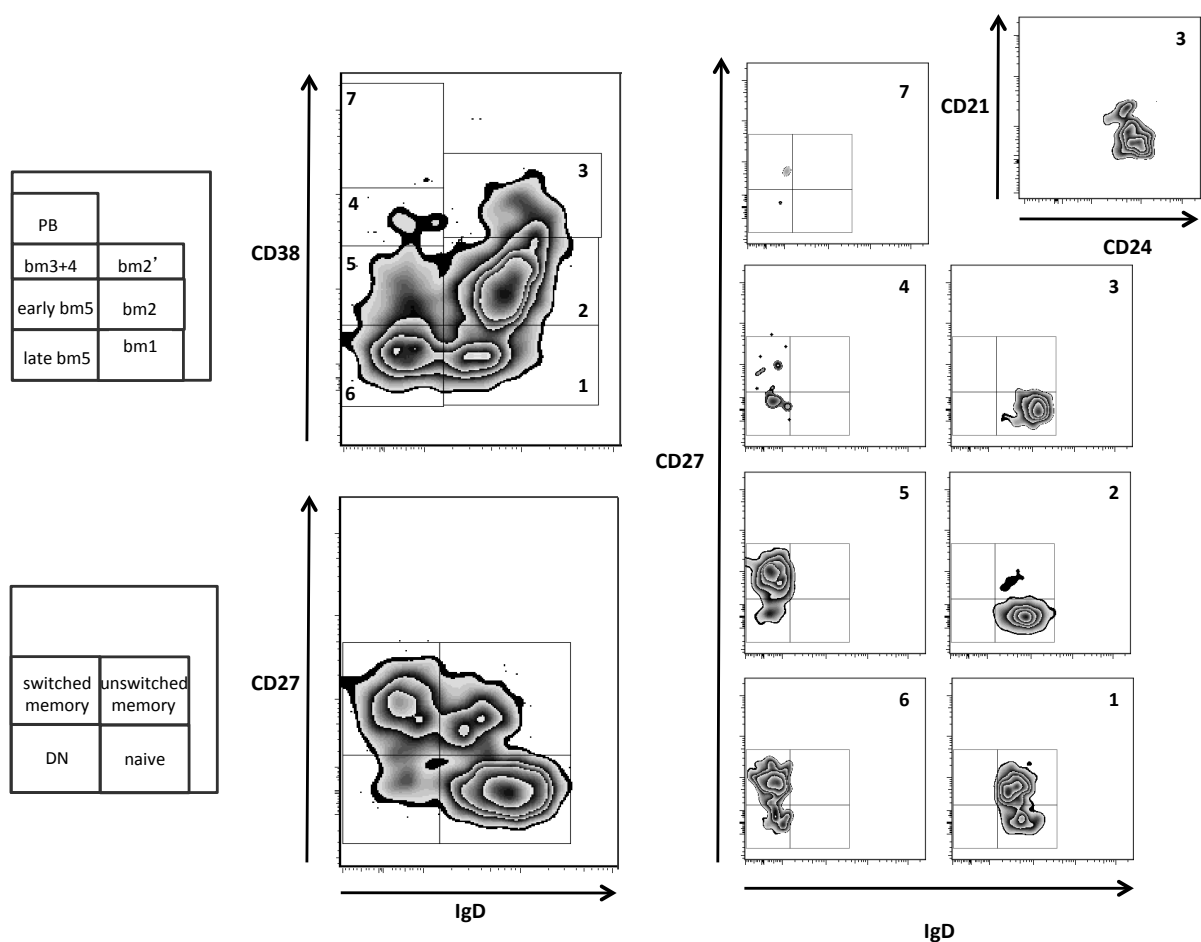 PB
bm3+4 bm2’
early bm5 bm2
late bm5 bm1
CD38
7
4
3
5
2
6
1
switched unswitched
memory memory
DN naive
CD27
IgD
CD27
7
CD21
3
CD24
4
3
5
2
6
1
IgD